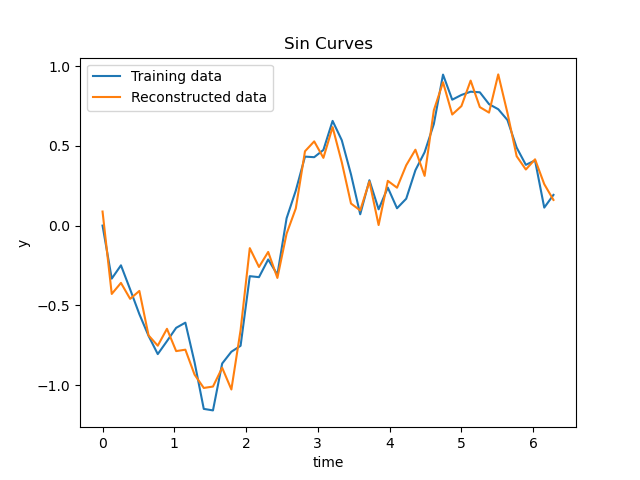 Sin Curves
Training data
Reconstructed data
1.0
0.5
0.0
−0.5
−1.0
y
0 1 2 3 4 5 6
time